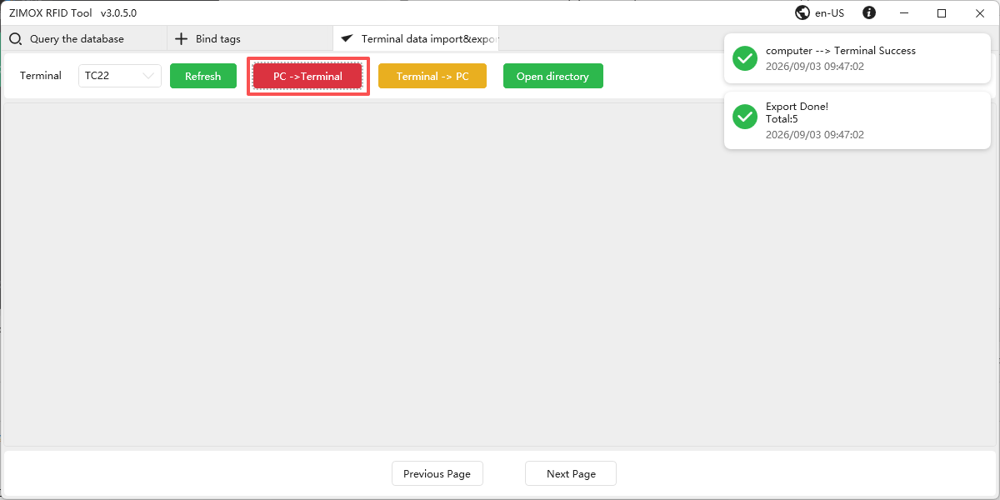 ZIMOX RFID Tool v3.0.5.0
en-US
Query the database
Bind tags
Terminal data import&expor
Terminal
TC22
Refresh
PC ->Terminal
Terminal -> PC
Open directory
computer --> Terminal Success
2026/09/03 09:47:02
Export Done!
Total:5
2026/09/03 09:47:02
Previous Page
Next Page